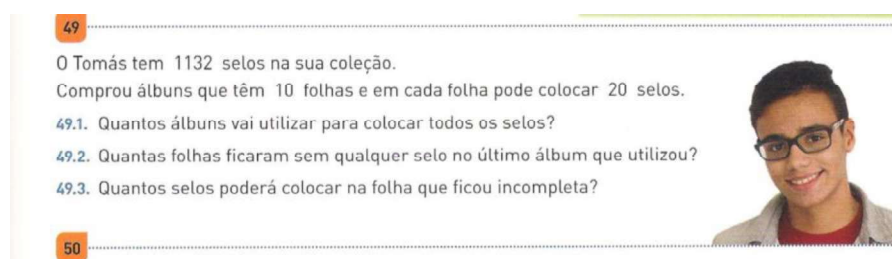 49
O Tomás tem 1132 selos na sua coleção.
Comprou álbuns que têm 10 folhas e em cada folha pode colocar 20 selos.
49.1. Quantos álbuns vai utilizar para colocar todos os selos?
49.2. Quantas folhas ficaram sem qualquer selo no último álbum que utilizou?
49.3. Quantos selos poderá colocar na folha que ficou incompleta?
50